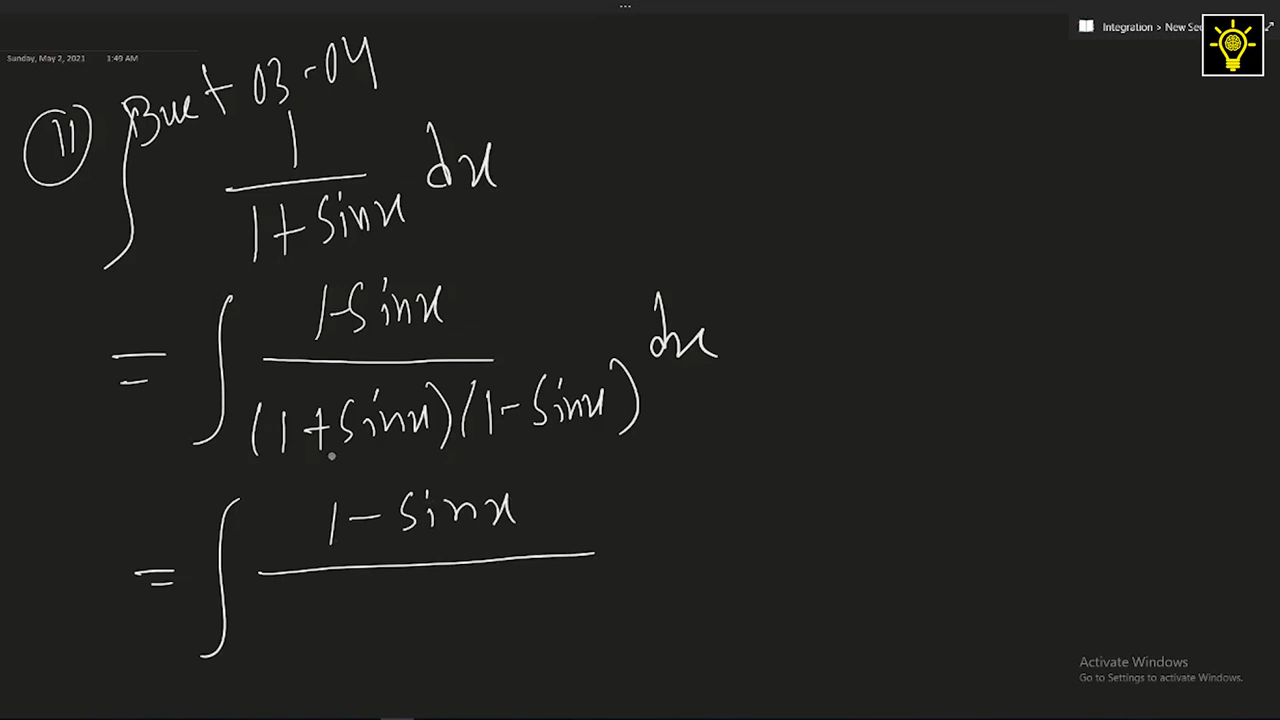 ...
Integration > New Sec
Sunday, May 2, 2021 1:49 AM
Buet 03-04
11 ∫ 1/(1+sinx) dx
= ∫ (1-sinx)/((1+sinx)(1-sinx)) dx
= ∫ 1-sinx
Activate Windows
Go to Settings to activate Windows.